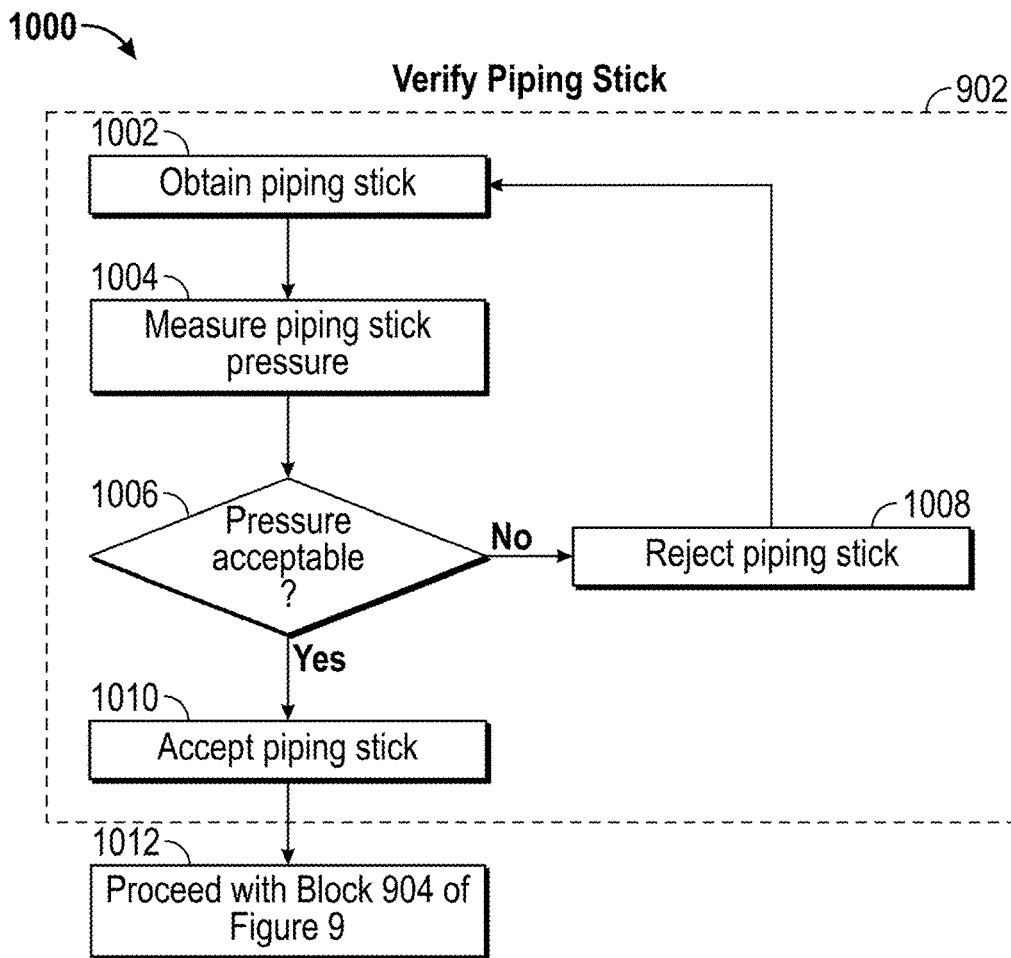 1000
Verify Piping Stick
902
1002
Obtain piping stick
1004
Measure piping stick
pressure
1006
Pressure
acceptable
?
No
1008
Reject piping stick
Yes
1010
Accept piping stick
1012
Proceed with Block 904 of
Figure 9